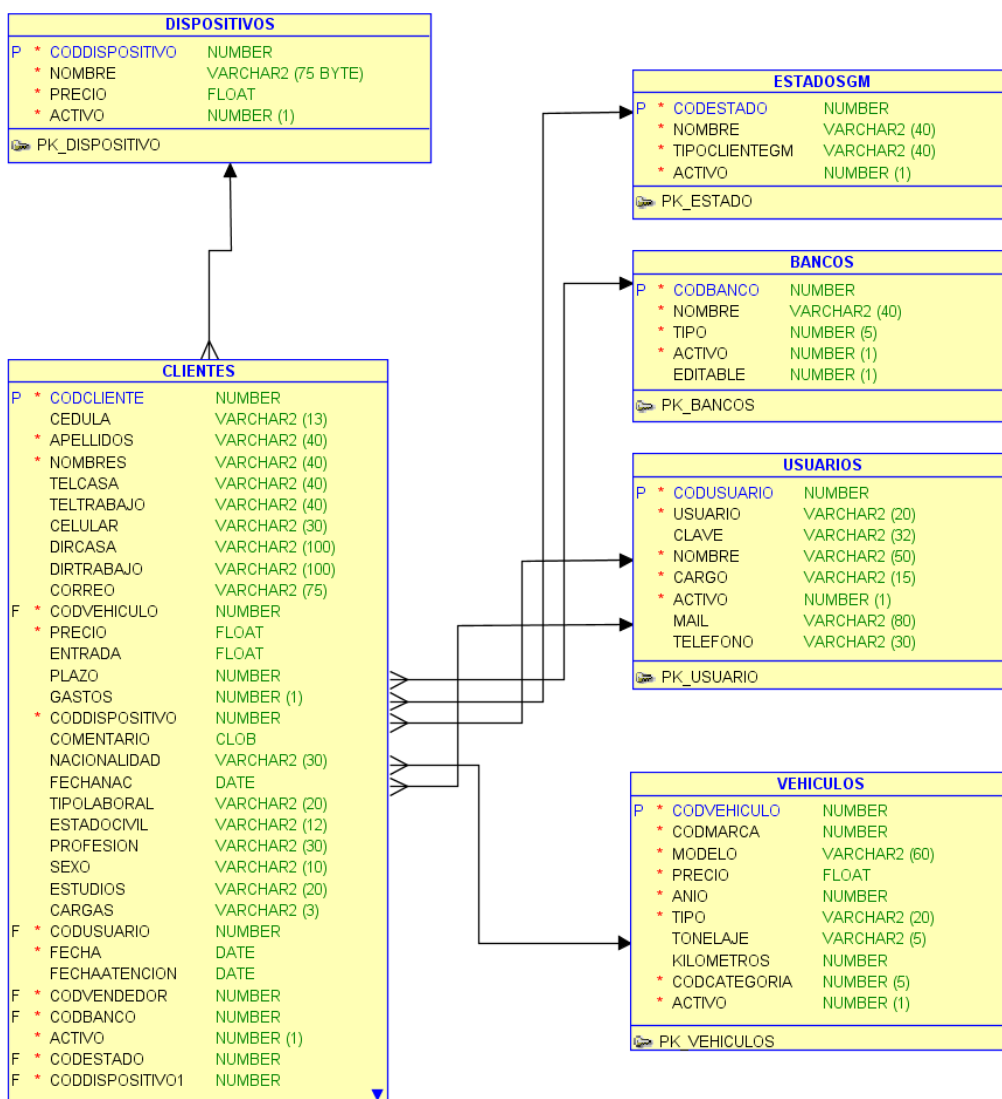 DISPOSITIVOS
P * CODDISPOSITIVO NUMBER
* NOMBRE VARCHAR2 (75 BYTE)
* PRECIO FLOAT
* ACTIVO NUMBER (1)
PK_DISPOSITIVO
CLIENTES
P * CODCLIENTE NUMBER
CEDULA VARCHAR2 (13)
* APELLIDOS VARCHAR2 (40)
* NOMBRES VARCHAR2 (40)
TELCASA VARCHAR2 (40)
TELTRABAJO VARCHAR2 (40)
CELULAR VARCHAR2 (30)
DIRCASA VARCHAR2 (100)
DIRTRABAJO VARCHAR2 (100)
CORREO VARCHAR2 (75)
F * CODVEHICULO NUMBER
* PRECIO FLOAT
ENTRADA FLOAT
PLAZO NUMBER
GASTOS NUMBER (1)
* CODDISPOSITIVO NUMBER
COMENTARIO CLOB
NACIONALIDAD VARCHAR2 (30)
FECHANAC DATE
TIPOLABORAL VARCHAR2 (20)
ESTADOCIVIL VARCHAR2 (12)
PROFESION VARCHAR2 (30)
SEXO VARCHAR2 (10)
ESTUDIOS VARCHAR2 (20)
CARGAS VARCHAR2 (3)
F * CODUSUARIO NUMBER
* FECHA DATE
FECHAATENCION DATE
F * CODVENDEDOR NUMBER
F * CODBANCO NUMBER
* ACTIVO NUMBER (1)
F * CODESTADO NUMBER
F * CODDISPOSITIVO1 NUMBER
ESTADOSGM
P * CODESTADO NUMBER
* NOMBRE VARCHAR2 (40)
* TIPOCLIENTEGM VARCHAR2 (40)
* ACTIVO NUMBER (1)
PK_ESTADO
BANCOS
P * CODBANCO NUMBER
* NOMBRE VARCHAR2 (40)
* TIPO NUMBER (5)
* ACTIVO NUMBER (1)
EDITABLE NUMBER (1)
PK_BANCOS
USUARIOS
P * CODUSUARIO NUMBER
* USUARIO VARCHAR2 (20)
CLAVE VARCHAR2 (32)
* NOMBRE VARCHAR2 (50)
* CARGO VARCHAR2 (15)
* ACTIVO NUMBER (1)
MAIL VARCHAR2 (80)
TELEFONO VARCHAR2 (30)
PK_USUARIO
VEHICULOS
P * CODVEHICULO NUMBER
* CODMARCA NUMBER
* MODELO VARCHAR2 (60)
* PRECIO FLOAT
* ANIO NUMBER
* TIPO VARCHAR2 (20)
TONELAJE VARCHAR2 (5)
KILOMETROS NUMBER
* CODCATEGORIA NUMBER (5)
* ACTIVO NUMBER (1)
PK_VEHICULOS